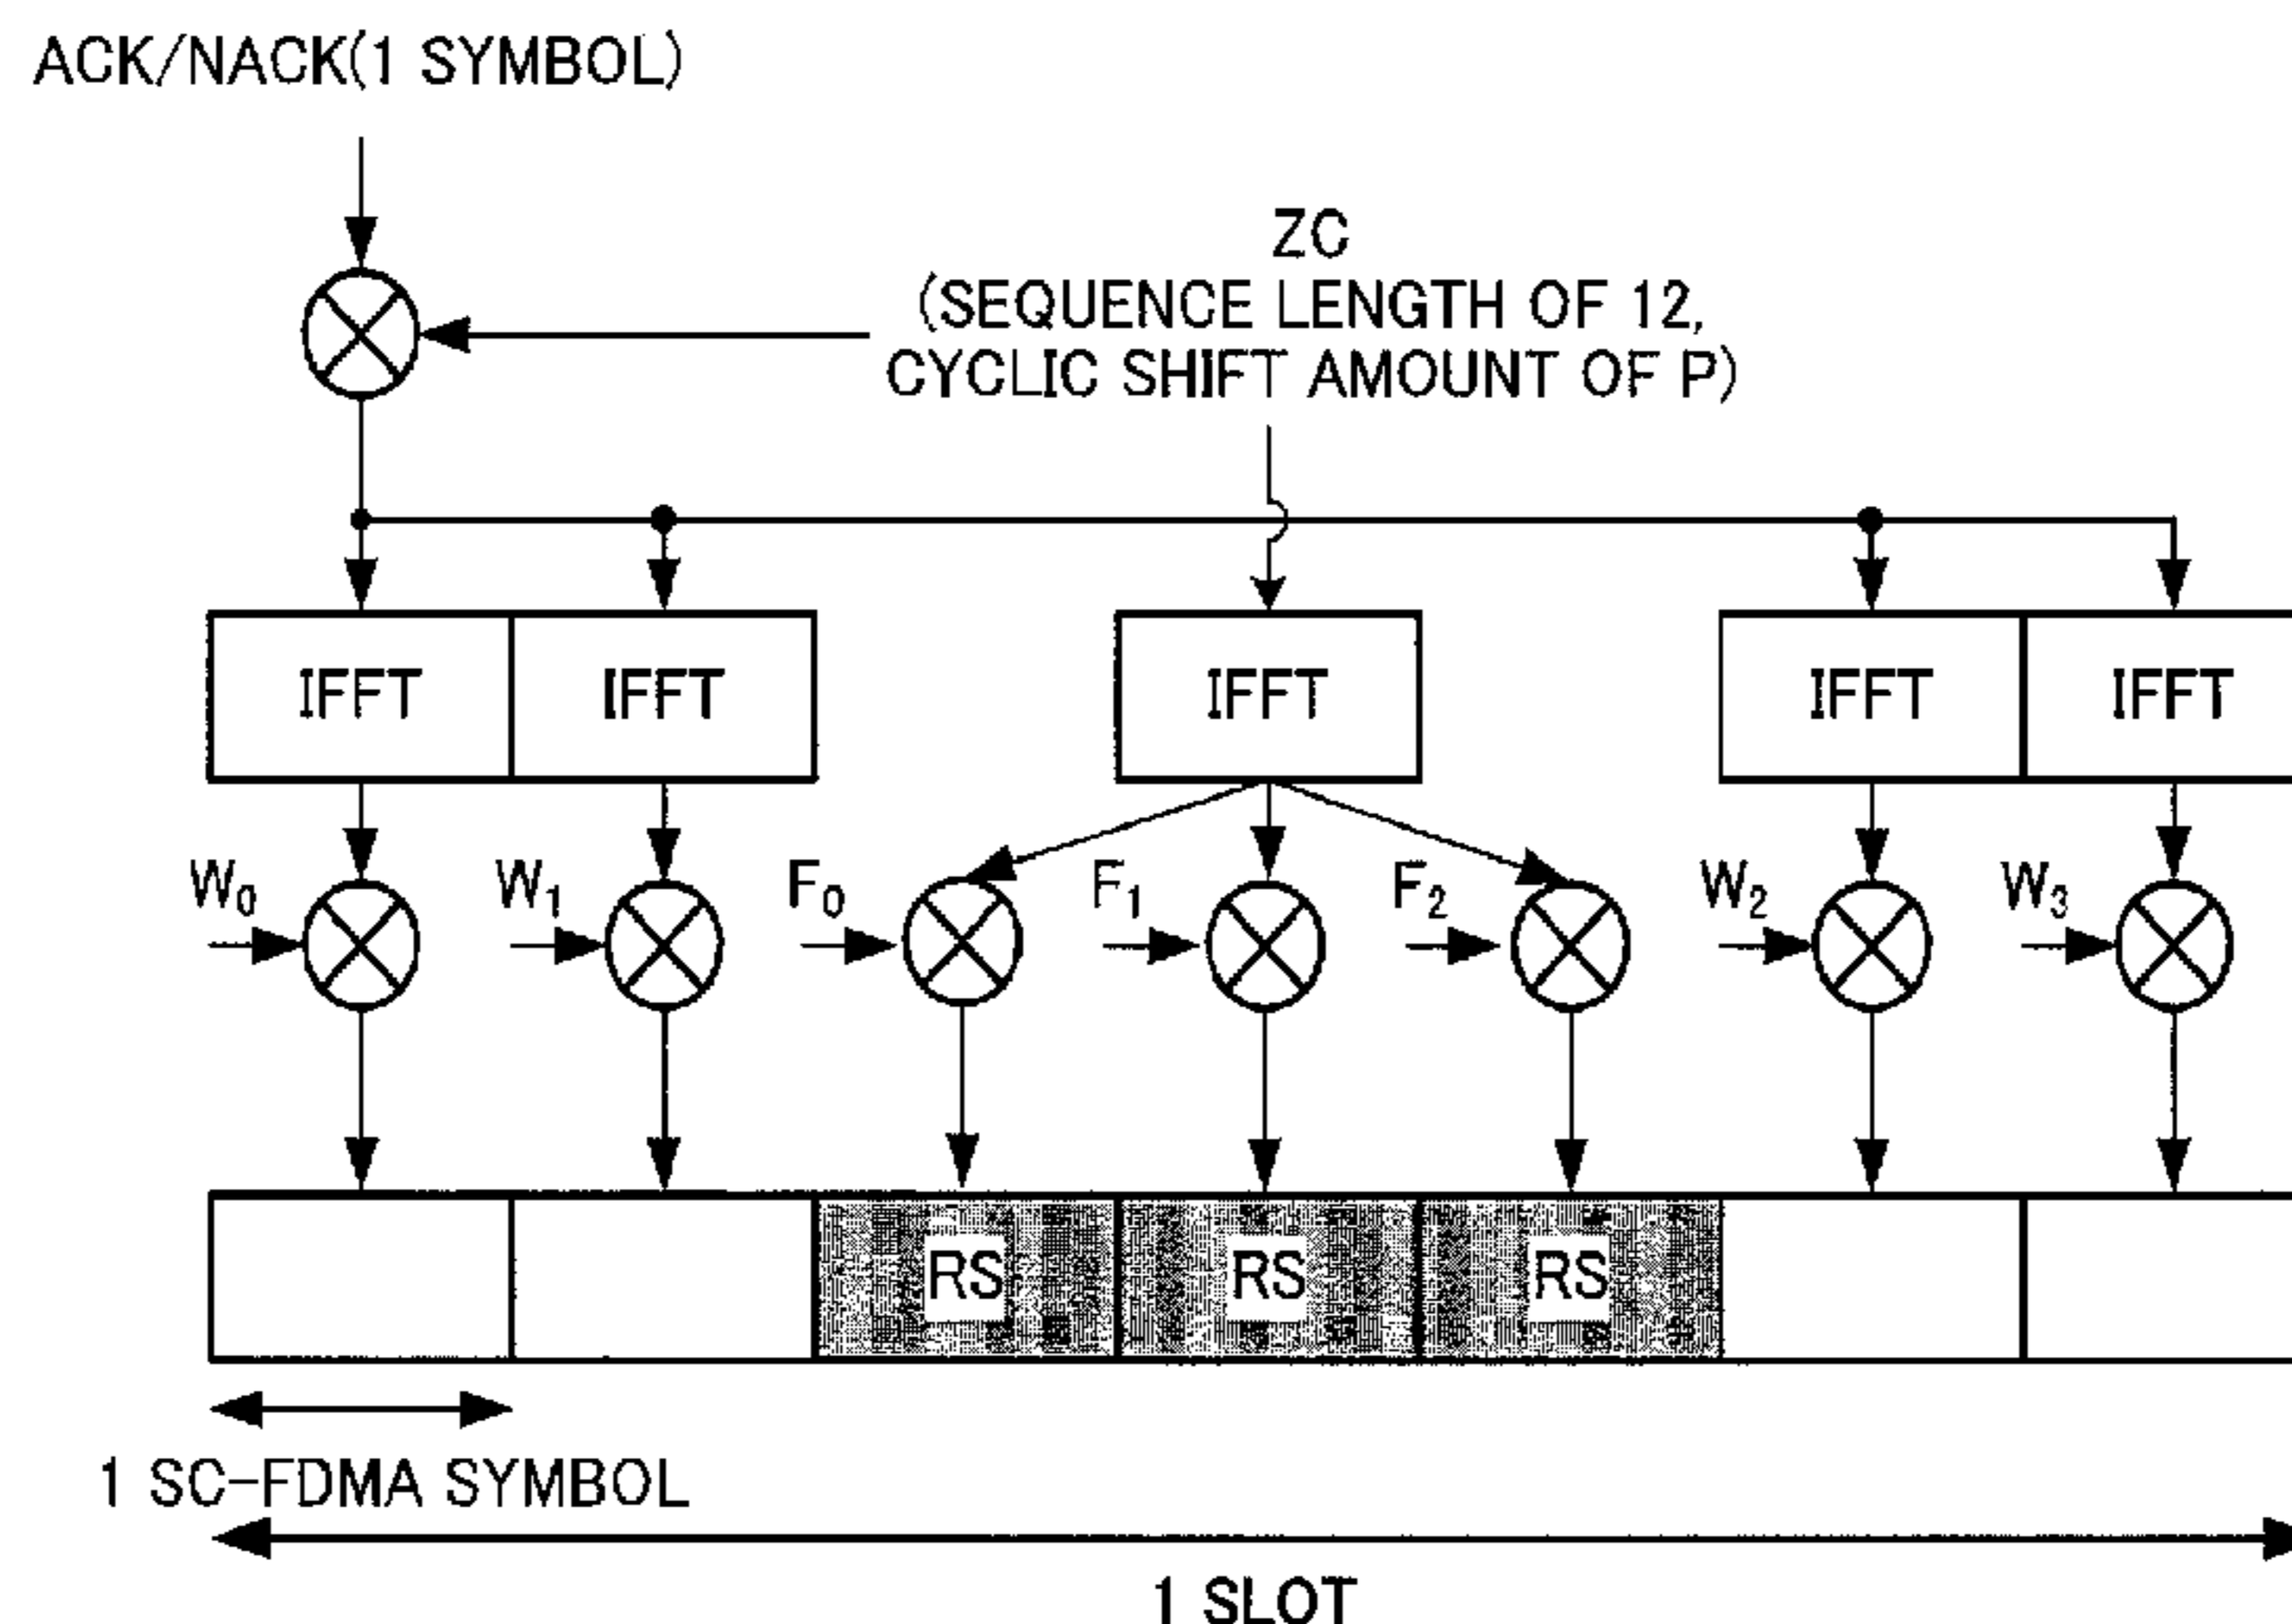 ACK/NACK(1 SYMBOL)
ZC
(SEQUENCE LENGTH OF 12,
CYCLIC SHIFT AMOUNT OF P)
IFFT IFFT IFFT IFFT IFFT
W0 W1 F0 F1 F2 W2 W3
RS RS RS
1 SC-FDMA SYMBOL
1 SLOT